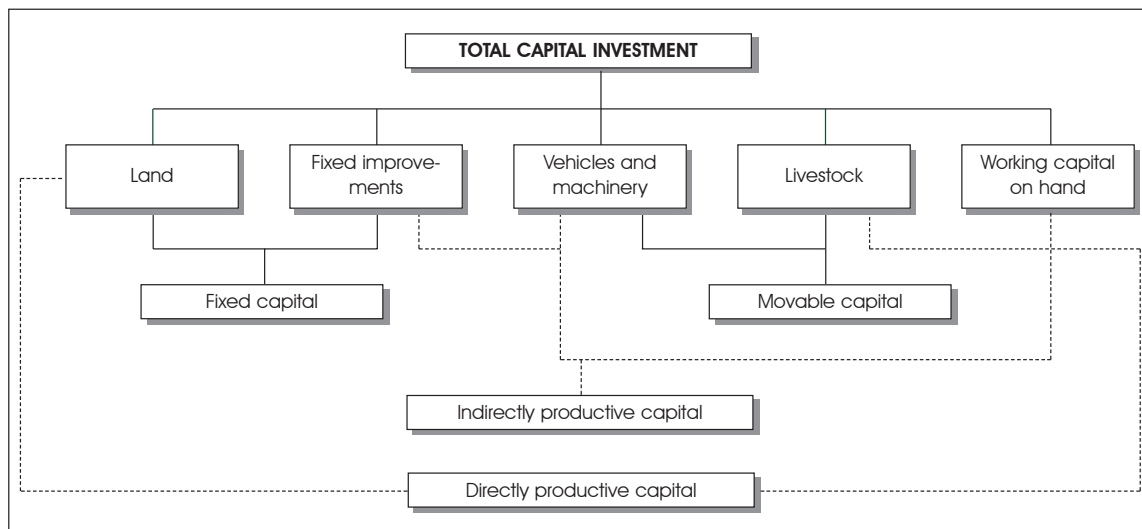 TOTAL CAPITAL INVESTMENT
Land
Fixed improve-
ments
Vehicles and
machinery
Livestock
Working capital
on hand
Fixed capital
Movable capital
Indirectly productive capital
Directly productive capital